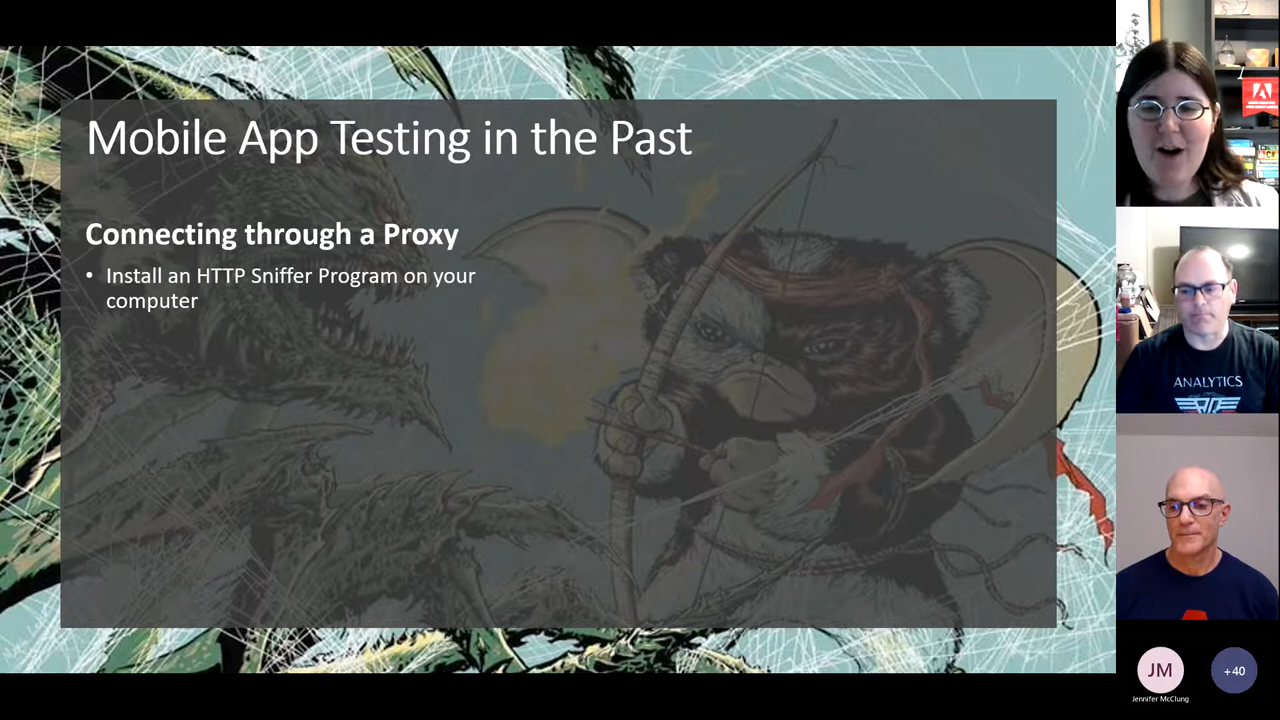 Mobile App Testing in the Past
Connecting through a Proxy
• Install an HTTP Sniffer Program on your
computer
ANALYTICS
JM
+40
Jennifer McClung